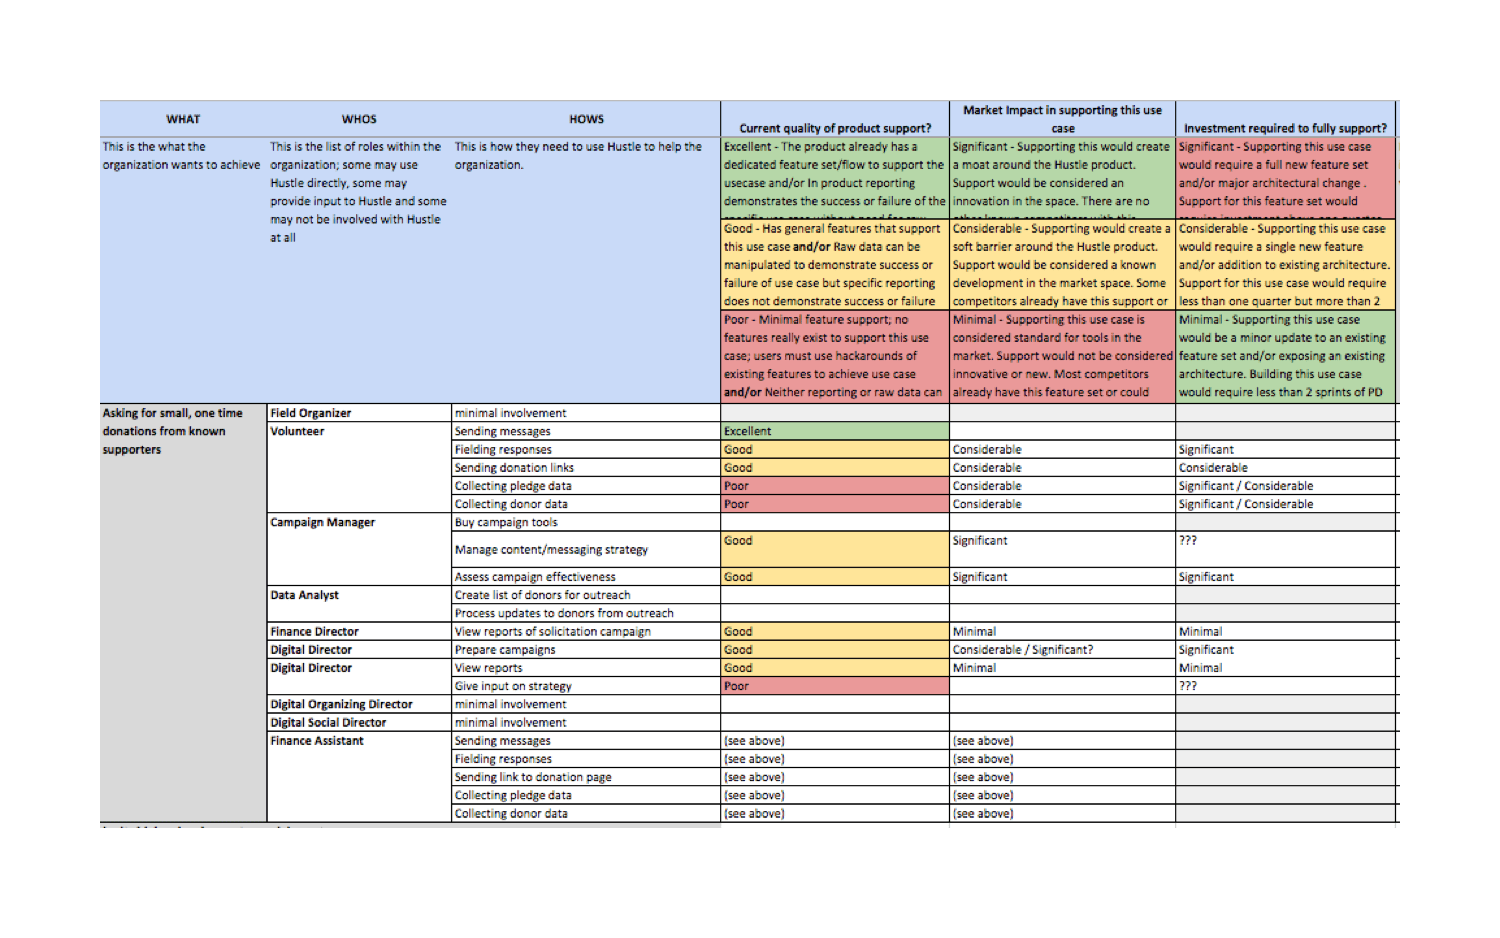 WHAT WHOS HOWS Current quality of product support? Market Impact in supporting this use case Investment required to fully support?
This is the what the
organization wants to achieve
This is the list of roles within the
organization; some may use
Hustle directly, some may
provide input to Hustle and some
may not be involved with Hustle
at all
This is how they need to use Hustle to help the
organization.
Excellent - The product already has a
dedicated feature set/flow to support the
usecase and/or In product reporting
demonstrates the success or failure of the
Significant - Supporting this would create
a moat around the Hustle product.
Support would be considered an
innovation in the space. There are no
Significant - Supporting this use case
would require a full new feature set
and/or major architectural change .
Support for this feature set would
Good - Has general features that support
this use case and/or Raw data can be
manipulated to demonstrate success or
failure of use case but specific reporting
does not demonstrate success or failure
Considerable - Supporting would create a
soft barrier around the Hustle product.
Support would be considered a known
development in the market space. Some
competitors already have this support or
Considerable - Supporting this use case
would require a single new feature
and/or addition to existing architecture.
Support for this use case would require
less than one quarter but more than 2
Poor - Minimal feature support; no
features really exist to support this use
case; users must use hackarounds of
existing features to achieve use case
and/or Neither reporting or raw data can
Minimal - Supporting this use case is
considered standard for tools in the
market. Support would not be considered
innovative or new. Most competitors
already have this feature set or could
Minimal - Supporting this use case
would be a minor update to an existing
feature set and/or exposing an existing
architecture. Building this use case
would require less than 2 sprints of PD
Asking for small, one time
donations from known
supporters
Field Organizer minimal involvement
Volunteer Sending messages Excellent
Fielding responses Good Considerable Significant
Sending donation links Good Considerable Considerable
Collecting pledge data Poor Considerable Significant / Considerable
Collecting donor data Poor Considerable Significant / Considerable
Campaign Manager Buy campaign tools
Manage content/messaging strategy Good Significant ???
Assess campaign effectiveness Good Significant Significant
Data Analyst Create list of donors for outreach
Process updates to donors from outreach
Finance Director View reports of solicitation campaign Good Minimal Minimal
Digital Director Prepare campaigns Good Considerable / Significant? Significant
Digital Director View reports Good Minimal Minimal
Give input on strategy Poor ???
Digital Organizing Director minimal involvement
Digital Social Director minimal involvement
Finance Assistant Sending messages (see above) (see above)
Fielding responses (see above) (see above)
Sending link to donation page (see above) (see above)
Collecting pledge data (see above) (see above)
Collecting donor data (see above) (see above)